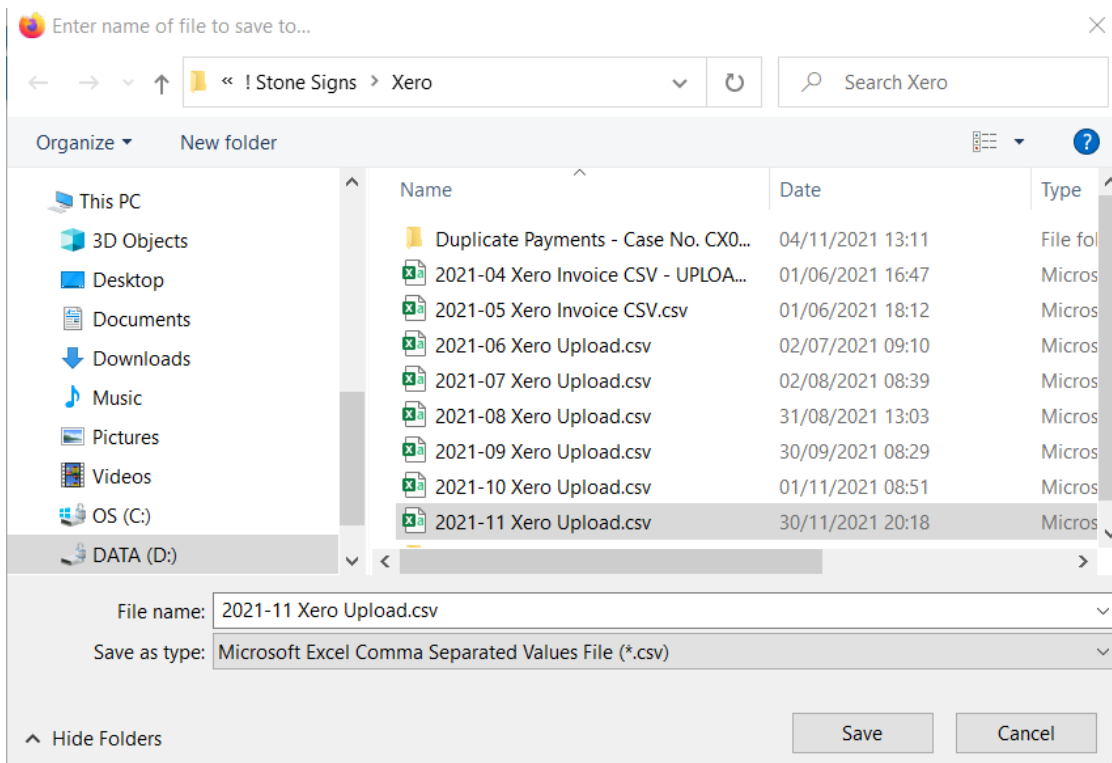 Enter name of file to save to...
« ! Stone Signs > Xero
Search Xero
Organize
New folder
?
Name Date Type
This PC
3D Objects
Desktop
Documents
Downloads
Music
Pictures
Videos
OS (C:)
DATA (D:)
Duplicate Payments - Case No. CX0... 04/11/2021 13:11 File fol
2021-04 Xero Invoice CSV - UPLOA... 01/06/2021 16:47 Micros
2021-05 Xero Invoice CSV.csv 01/06/2021 18:12 Micros
2021-06 Xero Upload.csv 02/07/2021 09:10 Micros
2021-07 Xero Upload.csv 02/08/2021 08:39 Micros
2021-08 Xero Upload.csv 31/08/2021 13:03 Micros
2021-09 Xero Upload.csv 30/09/2021 08:29 Micros
2021-10 Xero Upload.csv 01/11/2021 08:51 Micros
2021-11 Xero Upload.csv 30/11/2021 20:18 Micros
File name: 2021-11 Xero Upload.csv
Save as type: Microsoft Excel Comma Separated Values File (*.csv)
Hide Folders
Save
Cancel